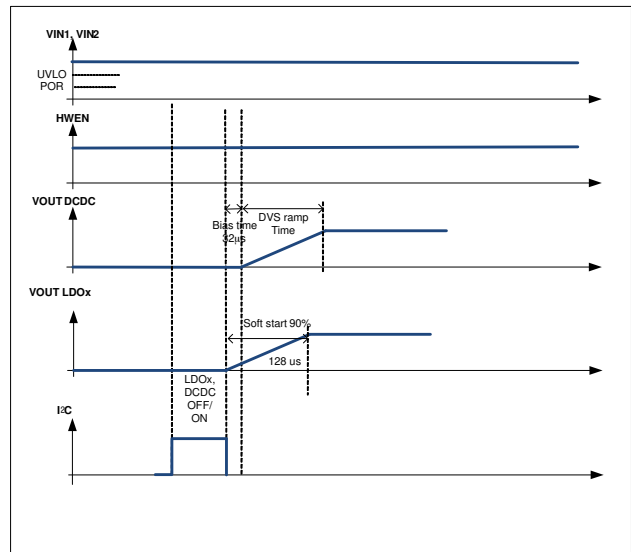 VIN1, VIN2
UVLO
POR
HWEN
VOUT DCDC
Bias time
32µs
DVS ramp
Time
VOUT LDOx
Soft start 90%
128 us
LDOx,
DCDC
OFF/
ON
I²C